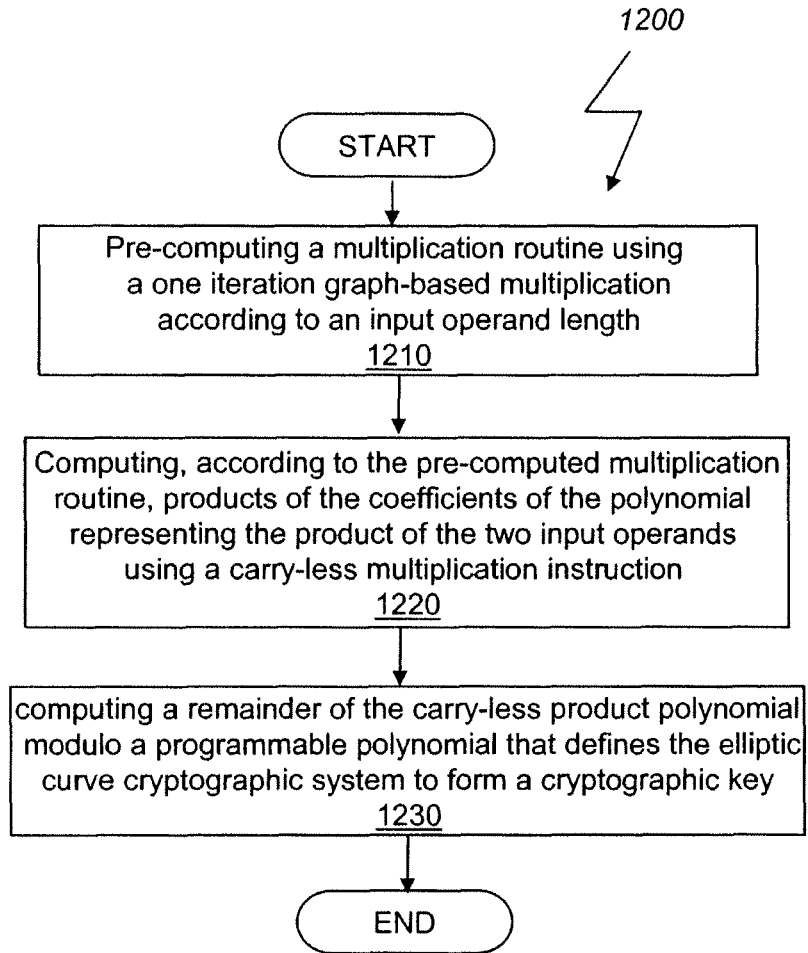 1200
START
Pre-computing a multiplication routine using
a one iteration graph-based multiplication
according to an input operand length
1210
Computing, according to the pre-computed multiplication
routine, products of the coefficients of the polynomial
representing the product of the two input operands
using a carry-less multiplication instruction
1220
computing a remainder of the carry-less product polynomial
modulo a programmable polynomial that defines the elliptic
curve cryptographic system to form a cryptographic key
1230
END